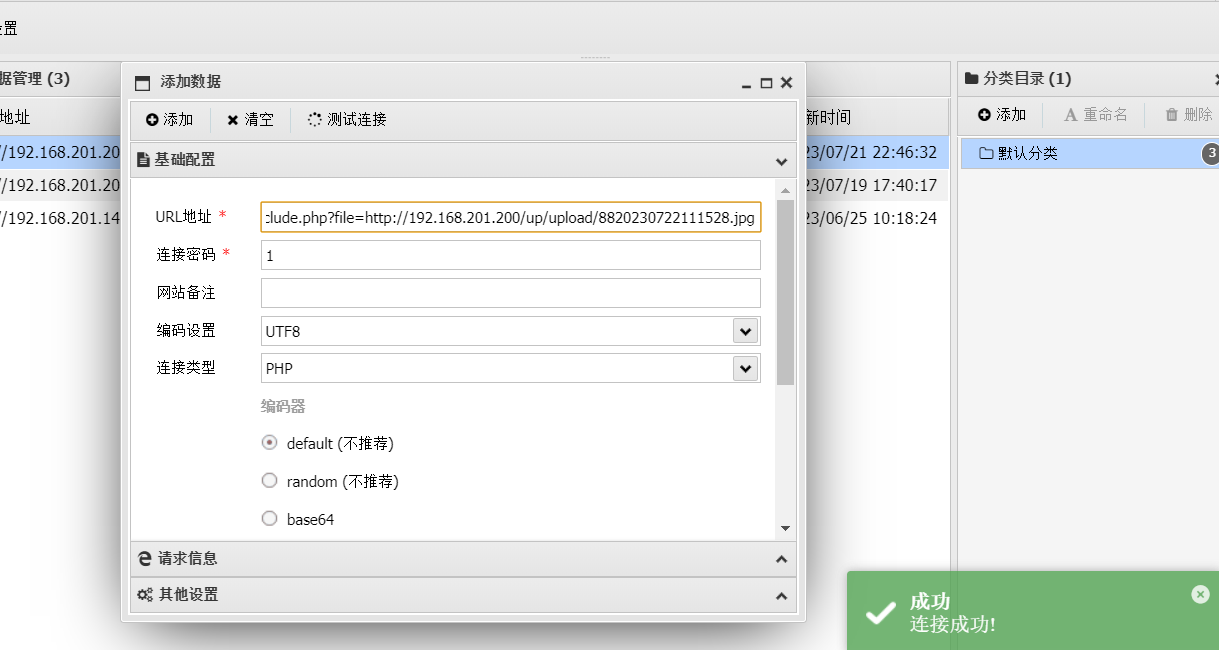 置
据管理 (3)
添加数据
分类目录 (1)
添加
清空
测试连接
地址
新时间
添加
重命名
删除
基础配置
/192.168.201.20
23/07/21 22:46:32
默认分类
3
/192.168.201.20
23/07/19 17:40:17
/192.168.201.14
23/06/25 10:18:24
URL地址 *
clude.php?file=http://192.168.201.200/up/upload/8820230722111528.jpg
连接密码 *
1
网站备注
编码设置
UTF8
连接类型
PHP
编码器
default (不推荐)
random (不推荐)
base64
请求信息
其他设置
成功
连接成功!